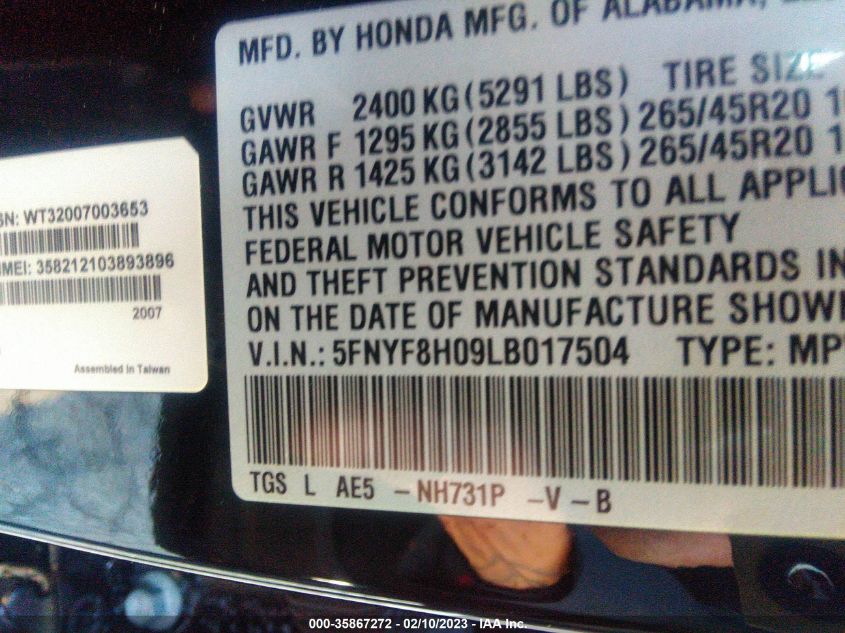 MFD. BY HONDA MFG. OF ALABAMA,
GVWR 2400 KG (5291 LBS) TIRE SIZE
GAWR F 1295 KG (2855 LBS) 265/45R20
GAWR R 1425 KG (3142 LBS) 265/45R20
THIS VEHICLE CONFORMS TO ALL APPLIC
FEDERAL MOTOR VEHICLE SAFETY
AND THEFT PREVENTION STANDARDS IN
ON THE DATE OF MANUFACTURE SHOW
V.I.N.: 5FNYF8H09LB017504 TYPE: MP
TGS L AE5 -NH731P -V-B
SN: WT32007003653
MEI: 358212103893896
2007
Assembled in Taiwan
000-35867272 - 02/10/2023 - IAA Inc.